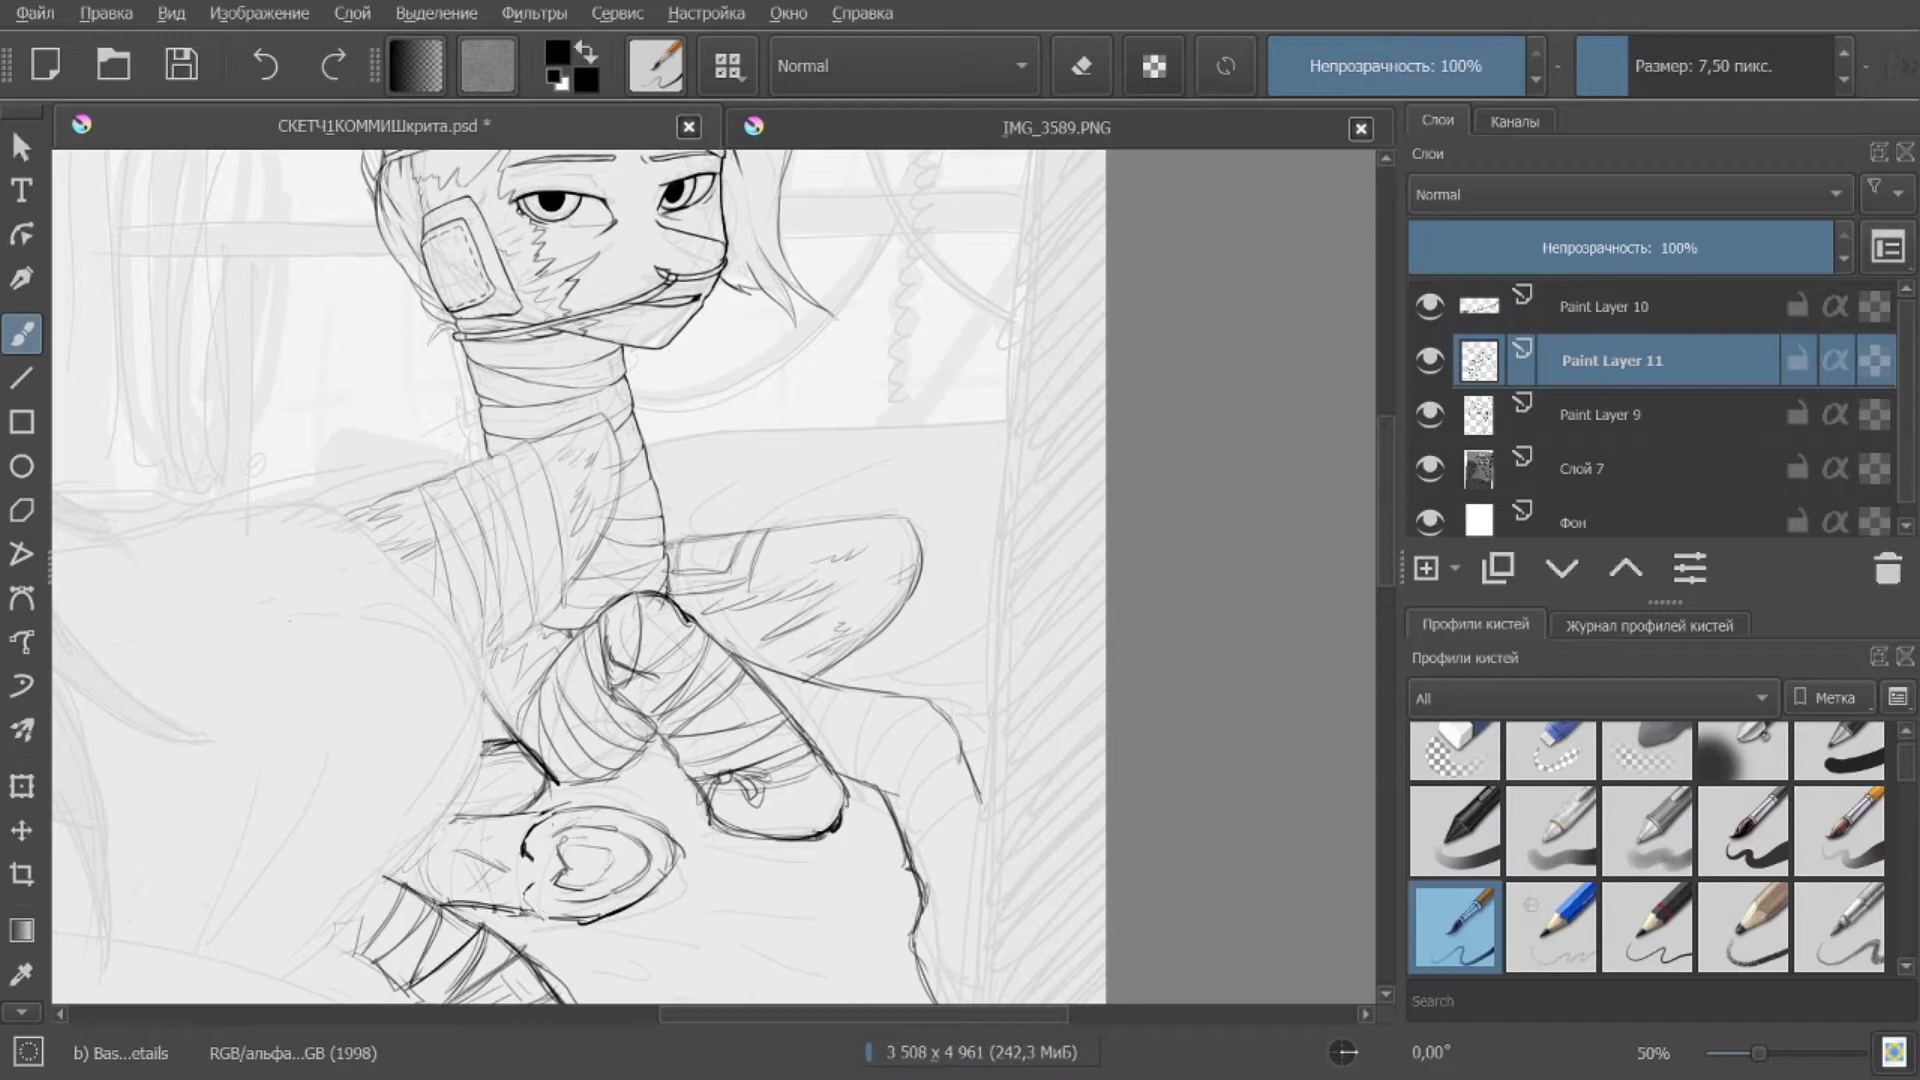 Файл Правка Вид Изображение Слой Выделение Фильтры Сервис Настройка Окно Справка
Normal Непрозрачность: 100% Размер: 7,50 пикс.
СКЕТЧ1КОММИШкрита.psd * IMG_3589.PNG
Слои Каналы
Слои
Normal
Непрозрачность: 100%
Paint Layer 10
Paint Layer 11
Paint Layer 9
Слой 7
Фон
Профили кистей Журнал профилей кистей
Профили кистей
All Метка
Search
b) Bas...etails RGB/альфа...GB (1998) 3 508 x 4 961 (242,3 МиБ) 0,00° 50%